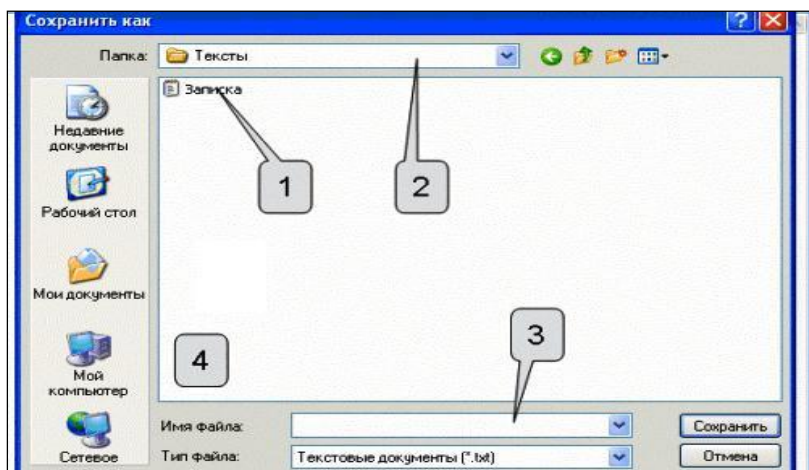 Сохранить как
Папка: Тексты
Записка
Недавние
документы
1
2
Рабочий стол
Мои документы
3
4
Мой
компьютер
Имя файла:
Сохранить
Сетевое
Тип файла: Текстовые документы (*.txt)
Отмена